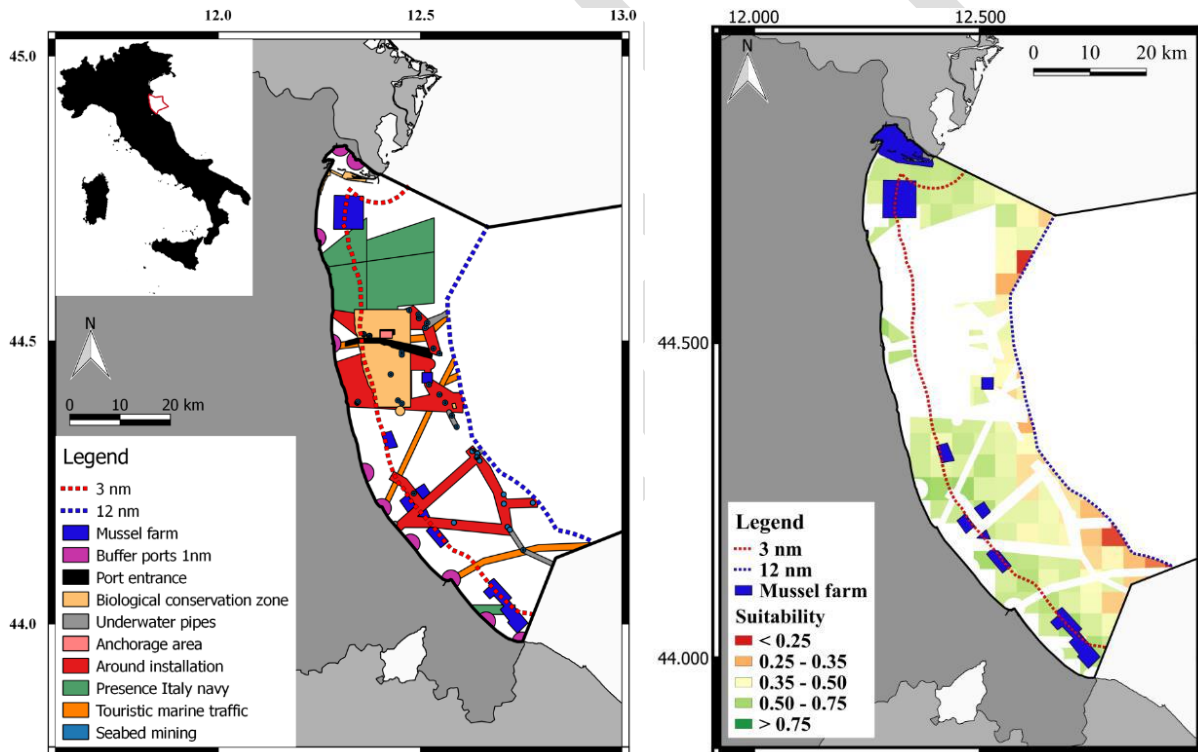 12.0 12.5 13.0
45.0
44.5
44.0
N
0 10 20 km
Legend
3 nm
12 nm
Mussel farm
Buffer ports 1nm
Port entrance
Biological conservation zone
Underwater pipes
Anchorage area
Around installation
Presence Italy navy
Touristic marine traffic
Seabed mining
12.000 12.500
N
0 10 20 km
44.500
44.000
Legend
3 nm
12 nm
Mussel farm
Suitability
< 0.25
0.25 - 0.35
0.35 - 0.50
0.50 - 0.75
> 0.75